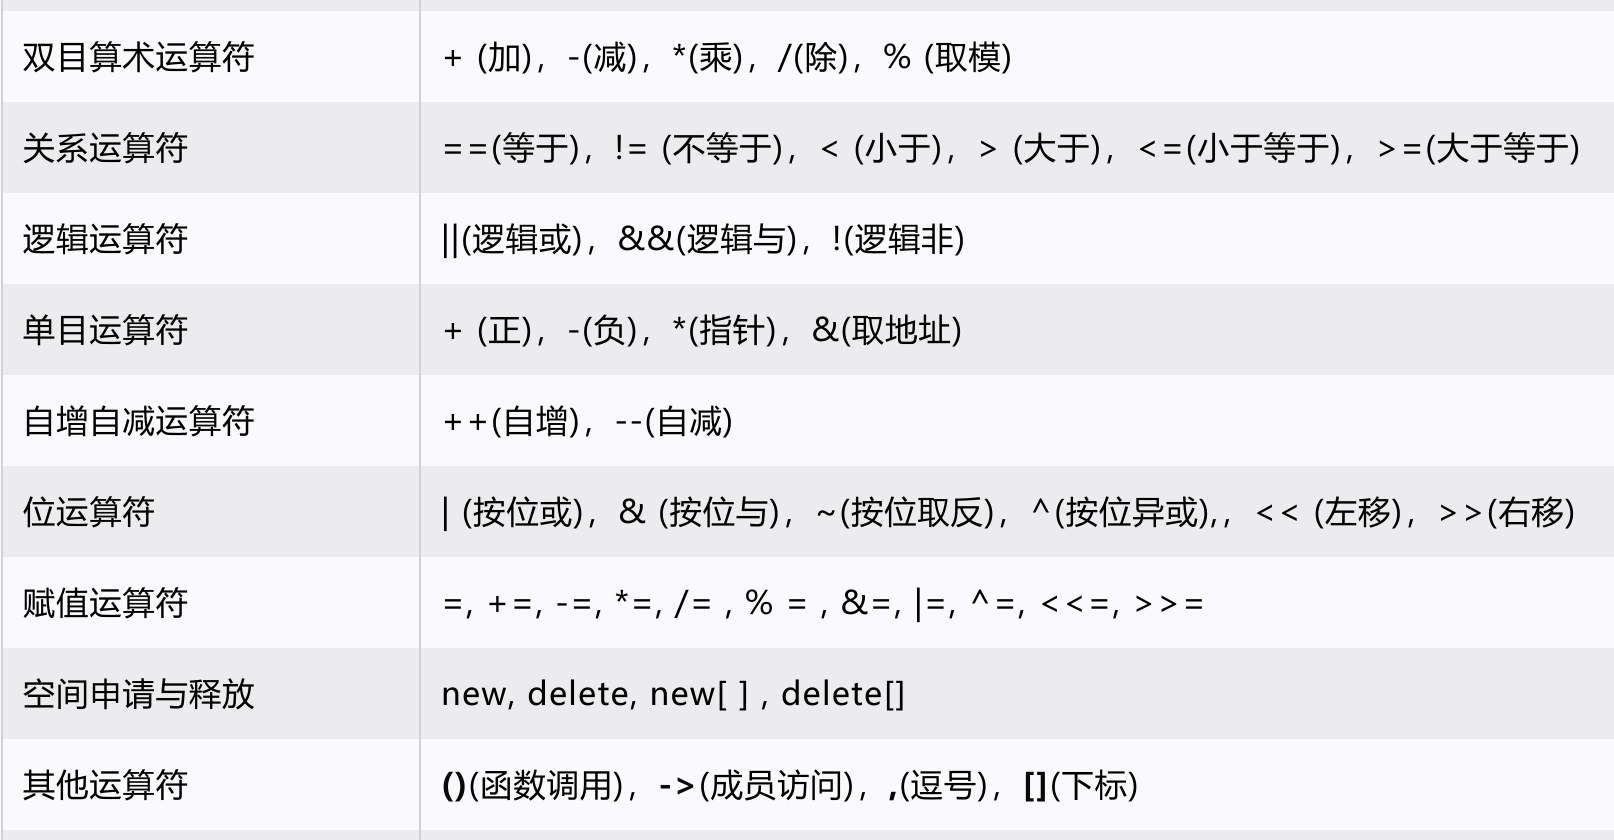 双目算术运算符 + (加)，-(减)，*(乘)，/(除)，% (取模)
关系运算符 ==(等于)，!= (不等于)，< (小于)，> (大于)，<=(小于等于)，>=(大于等于)
逻辑运算符 ||(逻辑或)，&&(逻辑与)，!(逻辑非)
单目运算符 + (正)，-(负)，*(指针)，&(取地址)
自增自减运算符 ++(自增)，--(自减)
位运算符 | (按位或)，& (按位与)，~(按位取反)，^(按位异或),，<< (左移)，>>(右移)
赋值运算符 =, +=, -=, *=, /= , % = , &=, |=, ^=, <<=, >>=
空间申请与释放 new, delete, new[ ] , delete[]
其他运算符 ()(函数调用)，->(成员访问)，,(逗号)，[](下标)